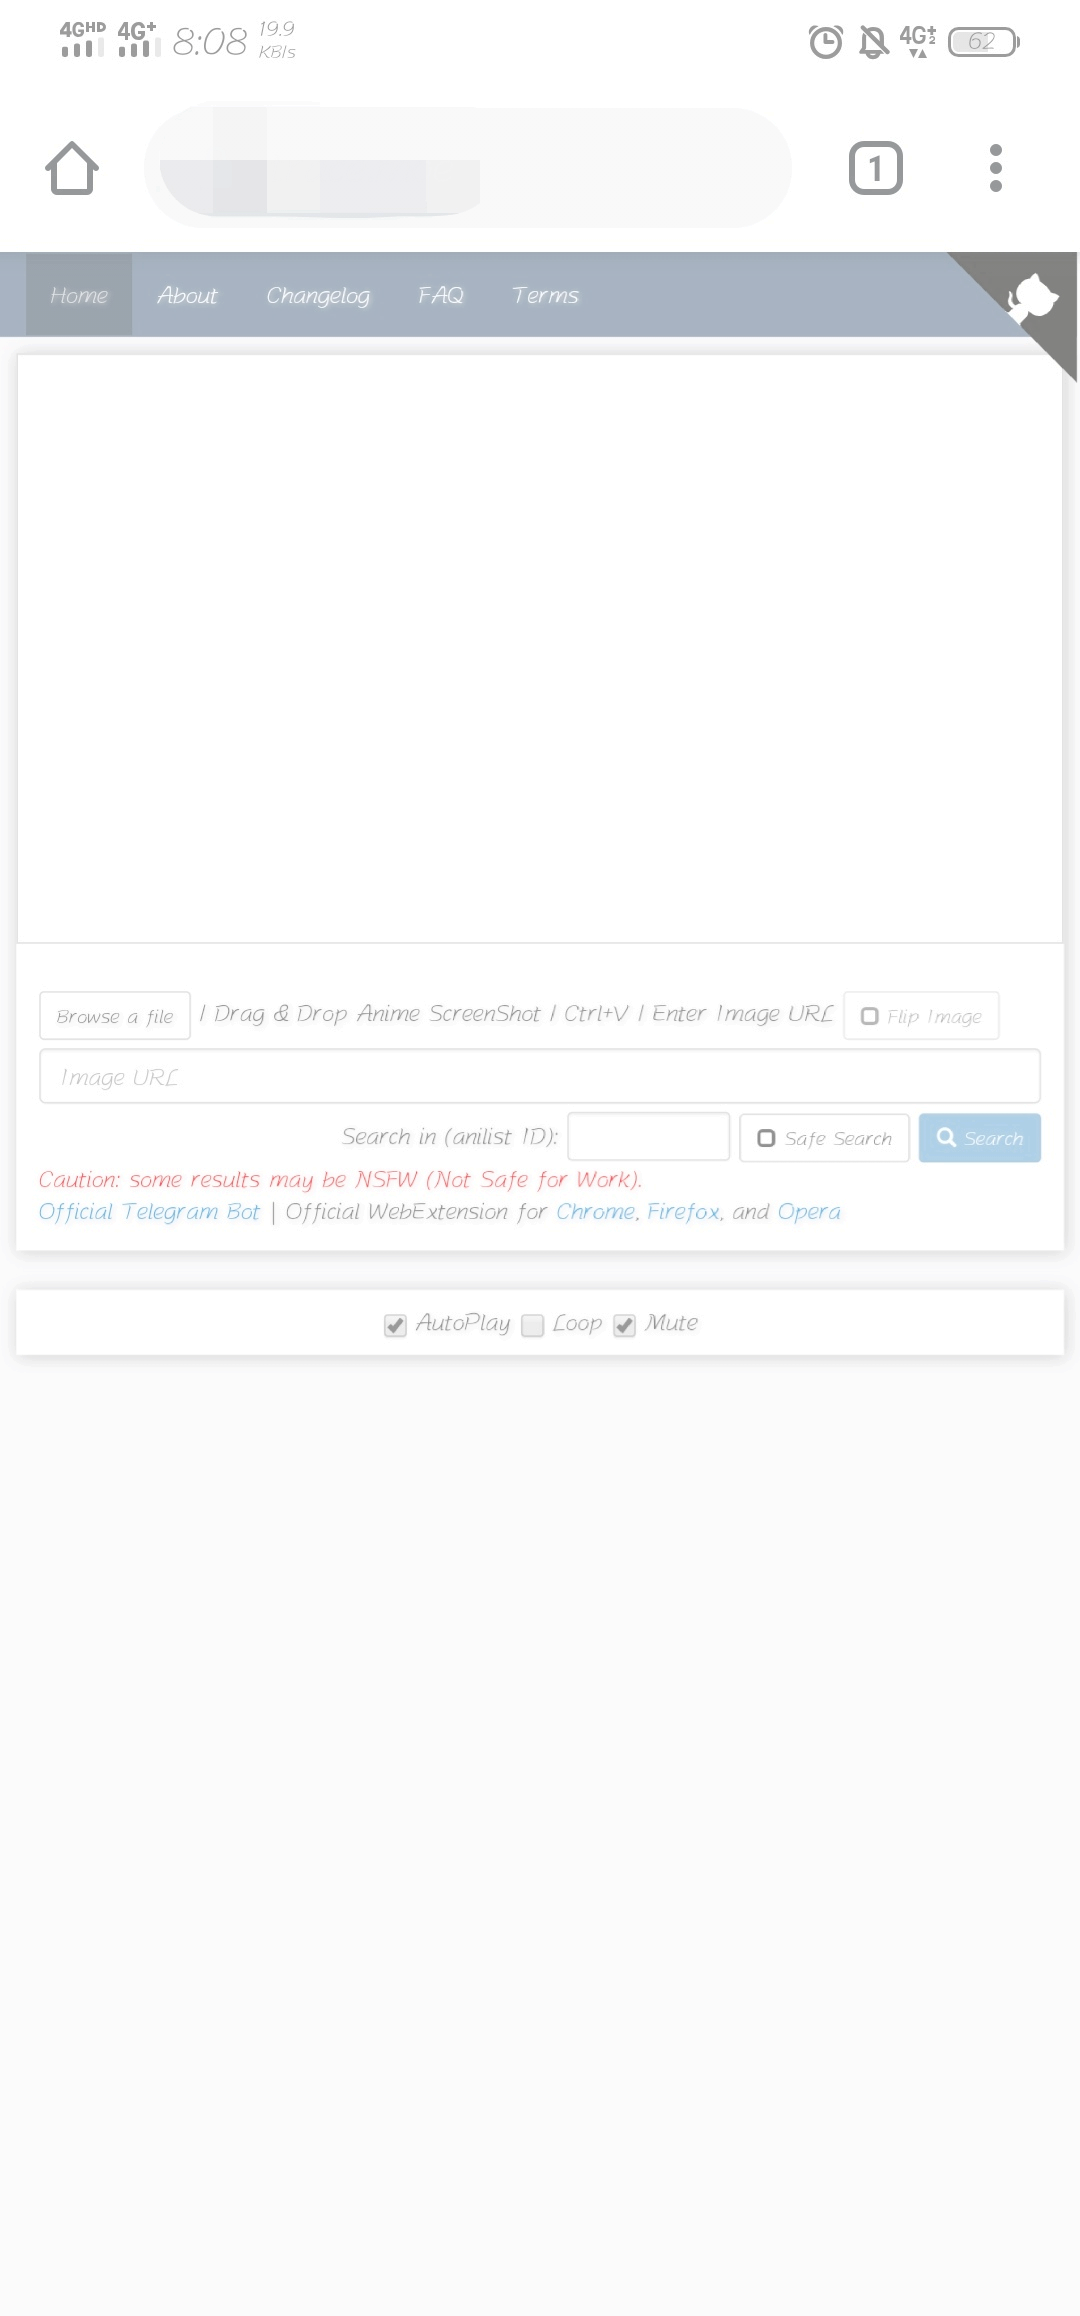 4GHD 4G+ 8:08 19.9 KB/s 4G+2 62
1
Home About Changelog FAQ Terms
Browse a file | Drag & Drop Anime ScreenShot | Ctrl+V | Enter Image URL Flip Image
Image URL
Search in (anilist ID): Safe Search Search
Caution: some results may be NSFW (Not Safe for Work).
Official Telegram Bot | Official WebExtension for Chrome, Firefox, and Opera
AutoPlay Loop Mute